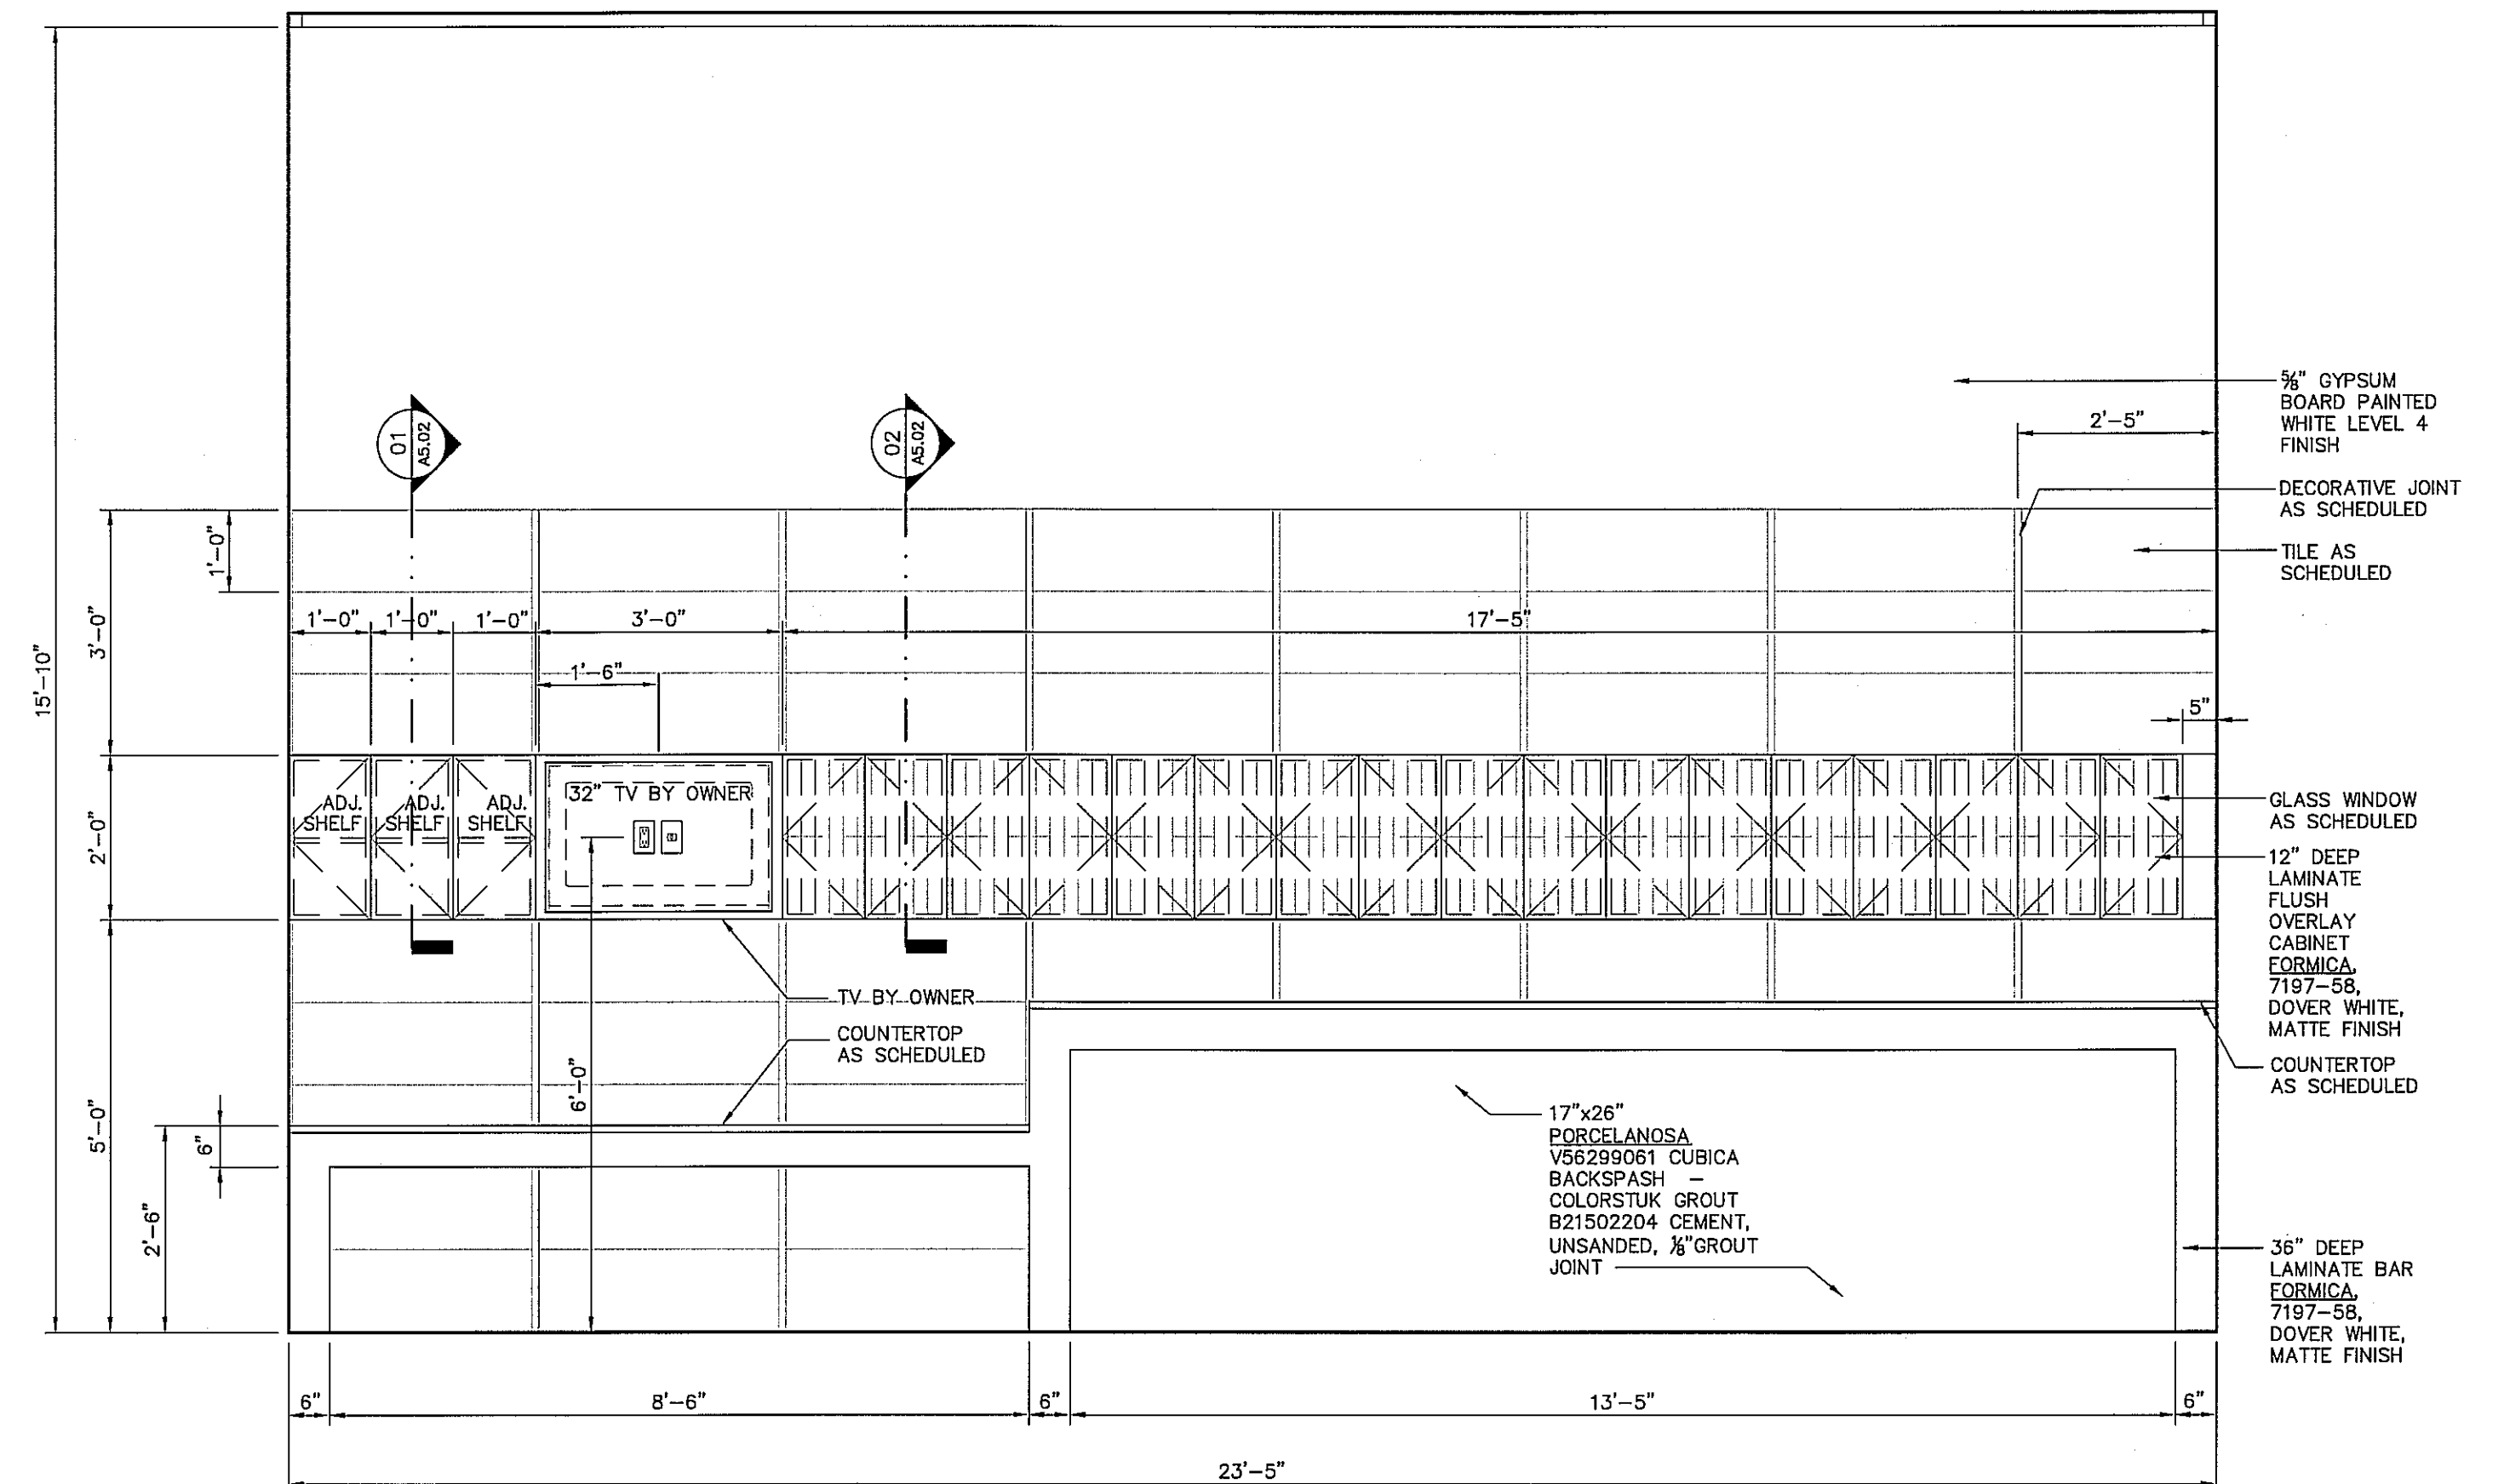 5/8" GYPSUM
BOARD PAINTED
WHITE LEVEL 4
FINISH
2'-5"
01
A5.02
02
A5.02
DECORATIVE JOINT
AS SCHEDULED
TILE AS
SCHEDULED
1'-0"
3'-0"
15'-10"
1'-0"
1'-0"
1'-0"
3'-0"
17'-5"
1'-6"
5"
2'-0"
ADJ.
SHELF
ADJ.
SHELF
ADJ.
SHELF
32" TV BY OWNER
GLASS WINDOW
AS SCHEDULED
12" DEEP
LAMINATE
FLUSH
OVERLAY
CABINET
FORMICA,
7197-58,
DOVER WHITE,
MATTE FINISH
TV BY OWNER
COUNTERTOP
AS SCHEDULED
COUNTERTOP
AS SCHEDULED
6'-0"
5'-0"
6"
2'-6"
17"x26"
PORCELANOSA
V56299061 CUBICA
BACKSPASH -
COLORSTUK GROUT
B21502204 CEMENT,
UNSANDED, 1/8"GROUT
JOINT
36" DEEP
LAMINATE BAR
FORMICA,
7197-58,
DOVER WHITE,
MATTE FINISH
6"
8'-6"
6"
13'-5"
6"
23'-5"